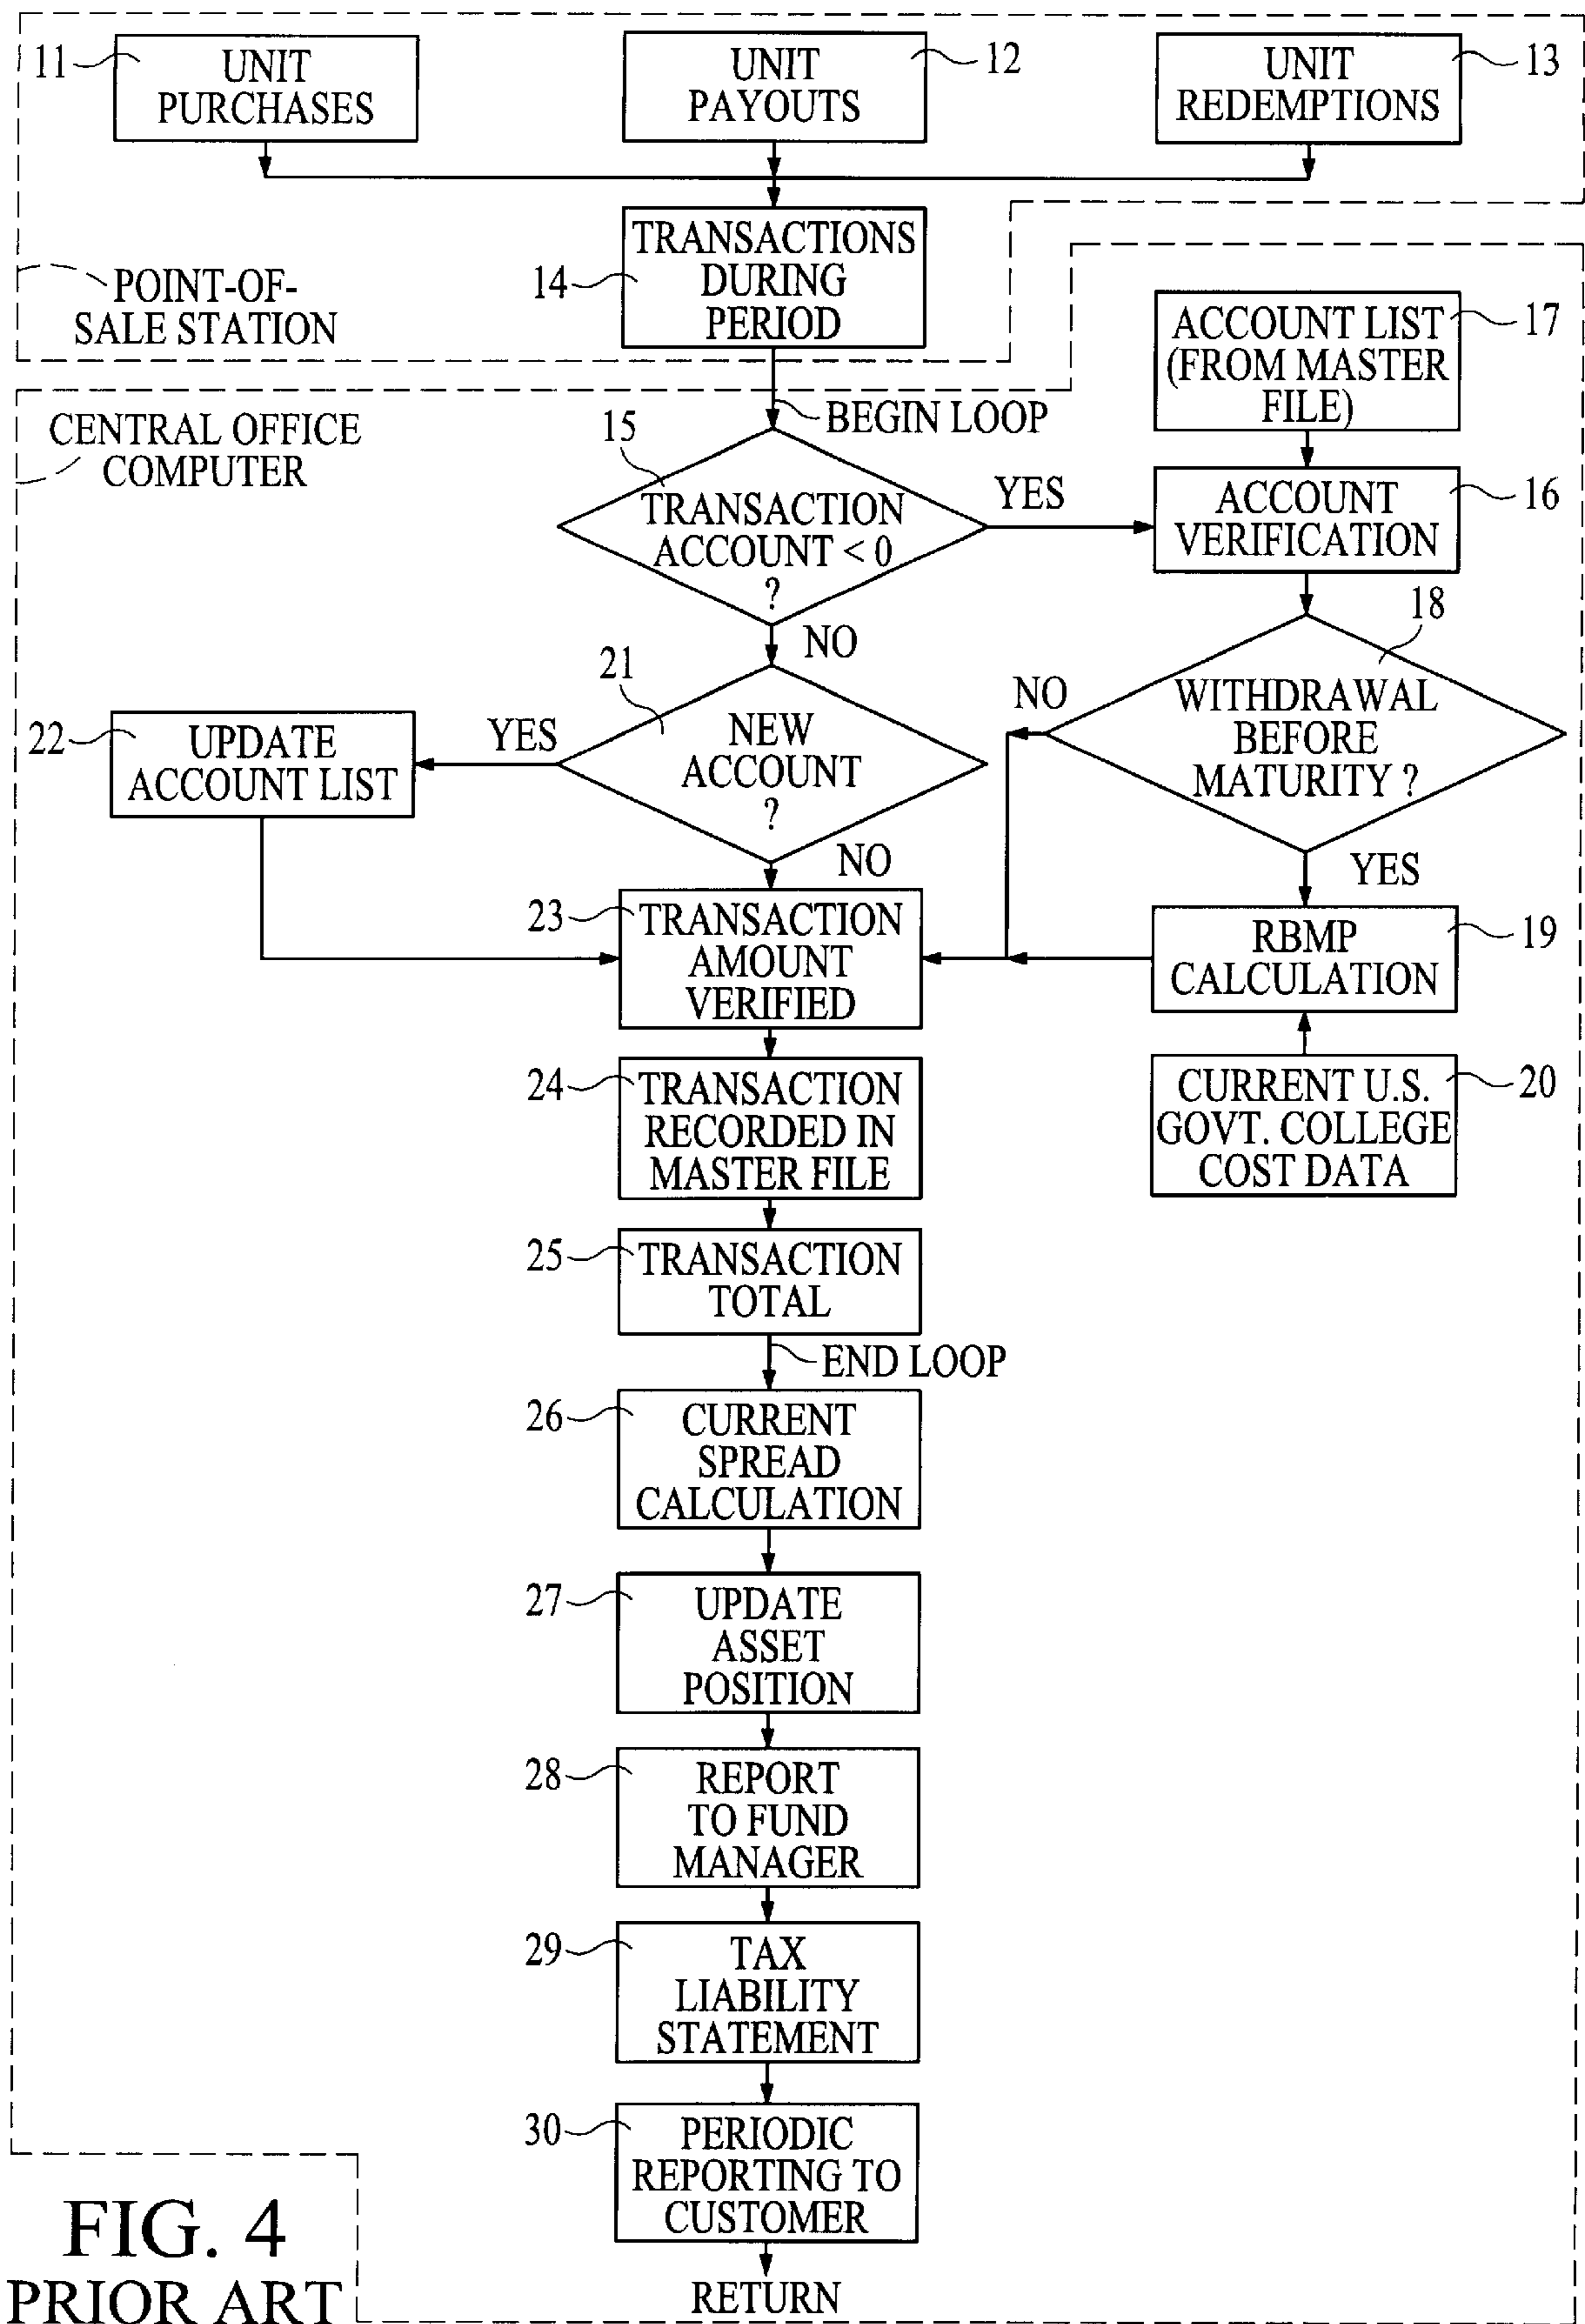 11
UNIT
PURCHASES
UNIT
PAYOUTS
12
UNIT
REDEMPTIONS
13
14
TRANSACTIONS
DURING
PERIOD
POINT-OF-
SALE STATION
ACCOUNT LIST
(FROM MASTER
FILE)
17
CENTRAL OFFICE
COMPUTER
BEGIN LOOP
15
TRANSACTION
ACCOUNT < 0
?
YES
ACCOUNT
VERIFICATION
16
NO
18
WITHDRAWAL
BEFORE
MATURITY ?
NO
YES
21
NEW
ACCOUNT
?
YES
22
UPDATE
ACCOUNT LIST
NO
23
TRANSACTION
AMOUNT
VERIFIED
RBMP
CALCULATION
19
24
TRANSACTION
RECORDED IN
MASTER FILE
CURRENT U.S.
GOVT. COLLEGE
COST DATA
20
25
TRANSACTION
TOTAL
END LOOP
26
CURRENT
SPREAD
CALCULATION
27
UPDATE
ASSET
POSITION
28
REPORT
TO FUND
MANAGER
29
TAX
LIABILITY
STATEMENT
30
PERIODIC
REPORTING TO
CUSTOMER
RETURN
FIG. 4
PRIOR ART